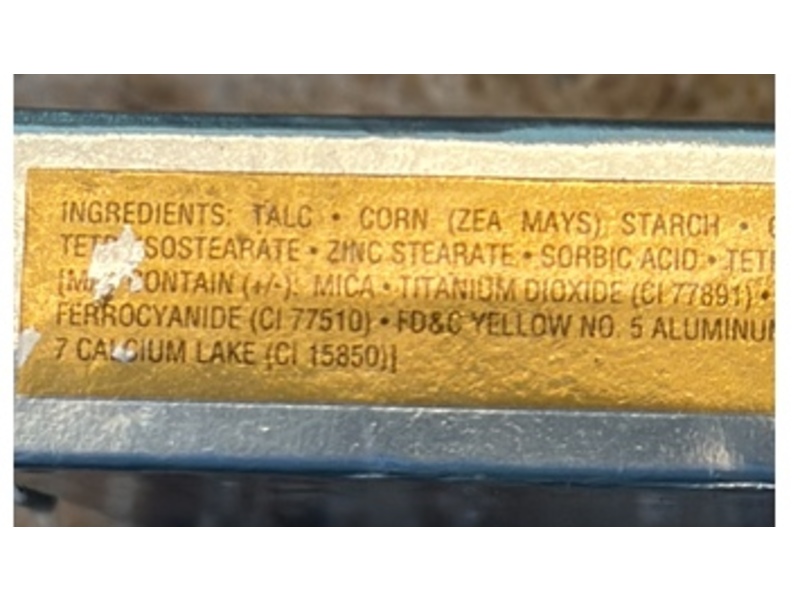 INGREDIENTS: TALC • CORN (ZEA MAYS) STARCH •
STEARATE • ZINC STEARATE • SORBIC ACID •
CONTAIN (+/-): MICA • TITANIUM DIOXIDE (CI 77891) •
FERROCYANIDE (CI 77510) • FD&C YELLOW NO. 5 ALUMINUM
7 CALCIUM LAKE (CI 15850)]